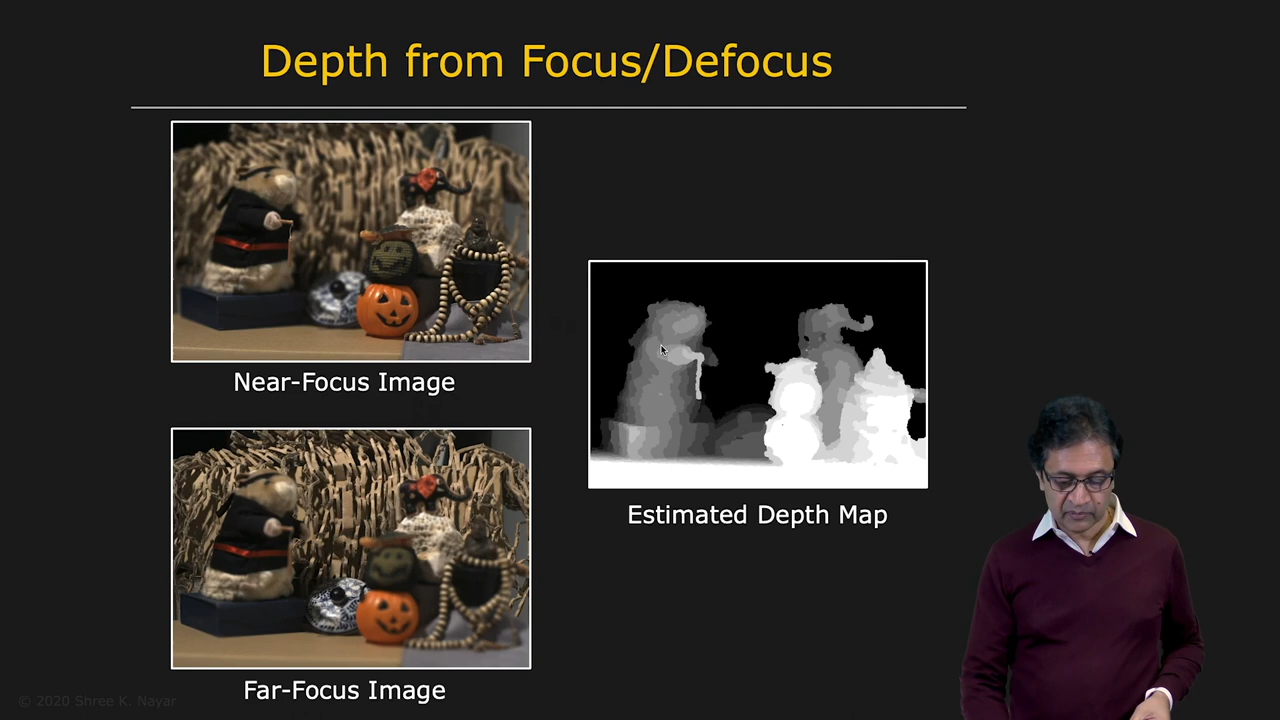 Depth from Focus/Defocus
Near-Focus Image
Estimated Depth Map
Far-Focus Image
© 2020 Shree K. Nayar